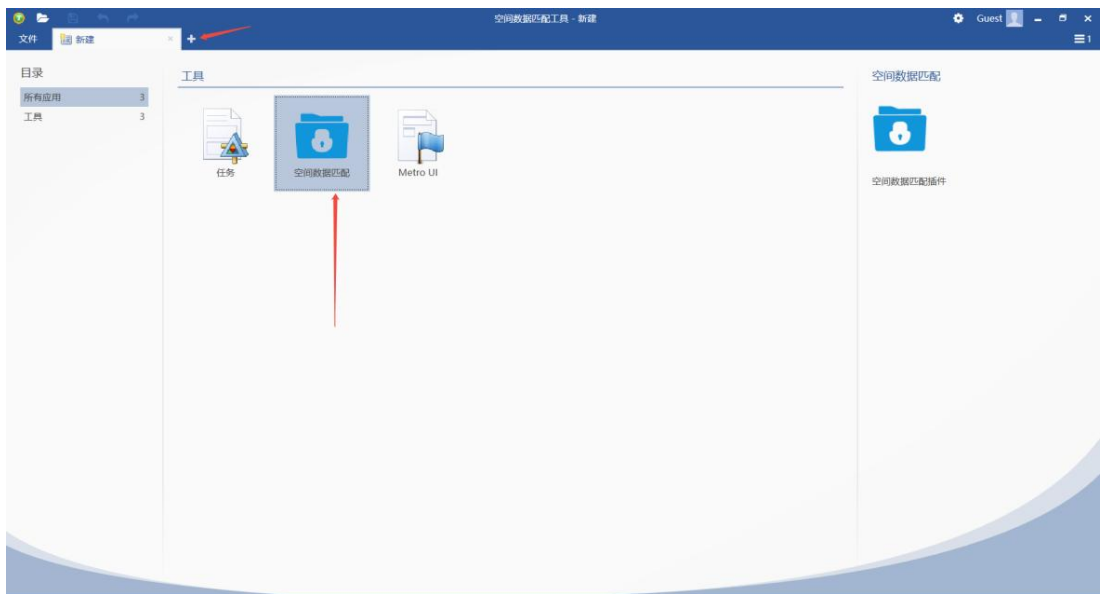 空间数据匹配工具 - 新建
Guest
文件
新建
1
目录
所有应用 3
工具 3
工具
任务
空间数据匹配
Metro UI
空间数据匹配
空间数据匹配插件